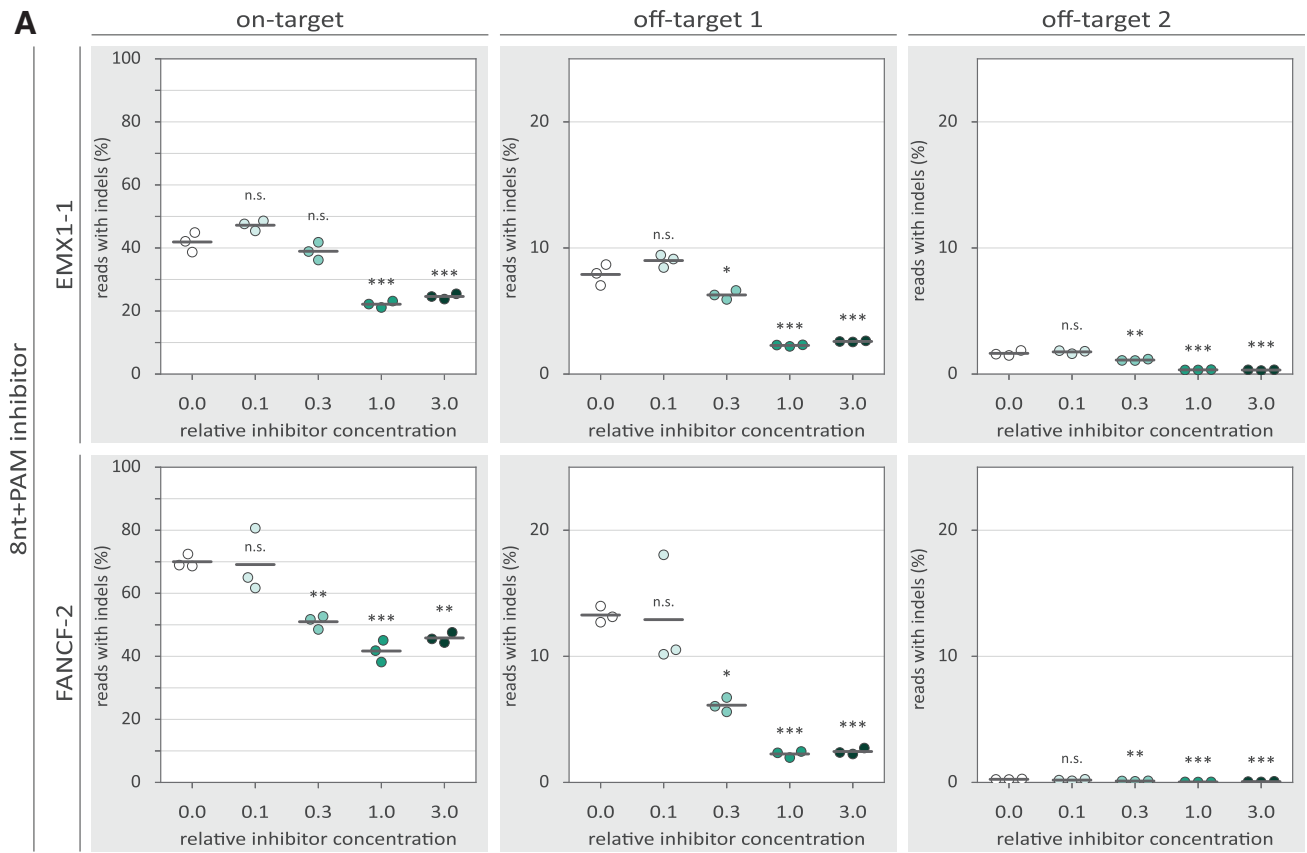 A
on-target
off-target 1
off-target 2
8nt+PAM inhibitor
EMX1-1
reads with indels (%)
100
80
60
40
20
0
n.s.
n.s.
***
***
0.0 0.1 0.3 1.0 3.0
relative inhibitor concentration
reads with indels (%)
20
10
0
n.s.
*
***
***
0.0 0.1 0.3 1.0 3.0
relative inhibitor concentration
reads with indels (%)
20
10
0
n.s.
**
***
***
0.0 0.1 0.3 1.0 3.0
relative inhibitor concentration
FANCF-2
reads with indels (%)
100
80
60
40
20
0
n.s.
**
***
**
0.0 0.1 0.3 1.0 3.0
relative inhibitor concentration
reads with indels (%)
20
10
0
n.s.
*
***
***
0.0 0.1 0.3 1.0 3.0
relative inhibitor concentration
reads with indels (%)
20
10
0
n.s.
**
***
***
0.0 0.1 0.3 1.0 3.0
relative inhibitor concentration